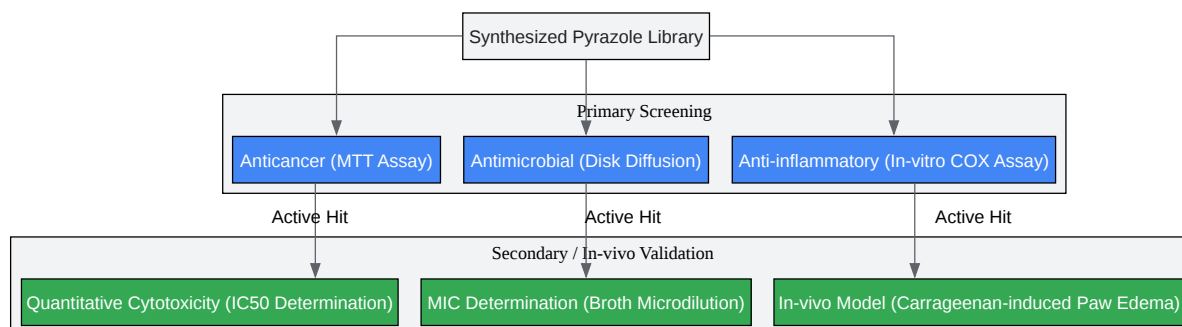 Synthesized Pyrazole Library
Primary Screening
Anticancer (MTT Assay)
Antimicrobial (Disk Diffusion)
Anti-inflammatory (In-vitro COX Assay)
Active Hit
Active Hit
Active Hit
Secondary / In-vivo Validation
Quantitative Cytotoxicity (IC50 Determination)
MIC Determination (Broth Microdilution)
In-vivo Model (Carrageenan-induced Paw Edema)